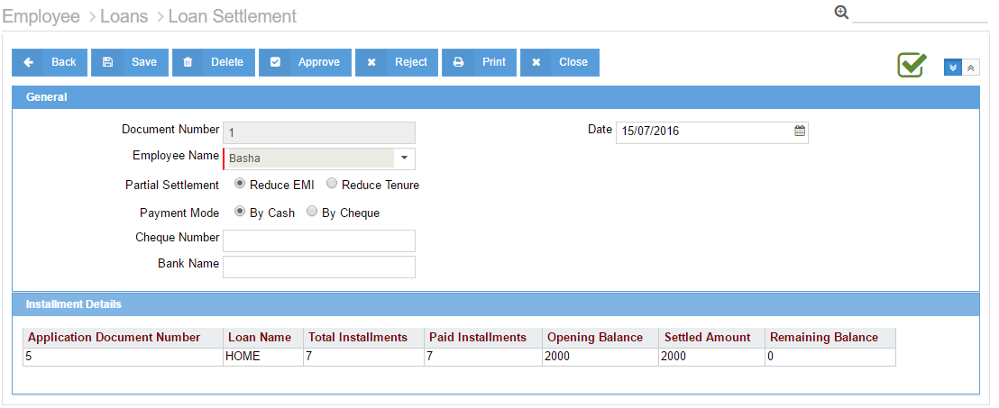 Employee > Loans > Loan Settlement
Back Save Delete Approve Reject Print Close
General
Document Number 1 Date 15/07/2016
Employee Name Basha
Partial Settlement Reduce EMI Reduce Tenure
Payment Mode By Cash By Cheque
Cheque Number
Bank Name
Installment Details
Application Document Number Loan Name Total Installments Paid Installments Opening Balance Settled Amount Remaining Balance
5 HOME 7 7 2000 2000 0